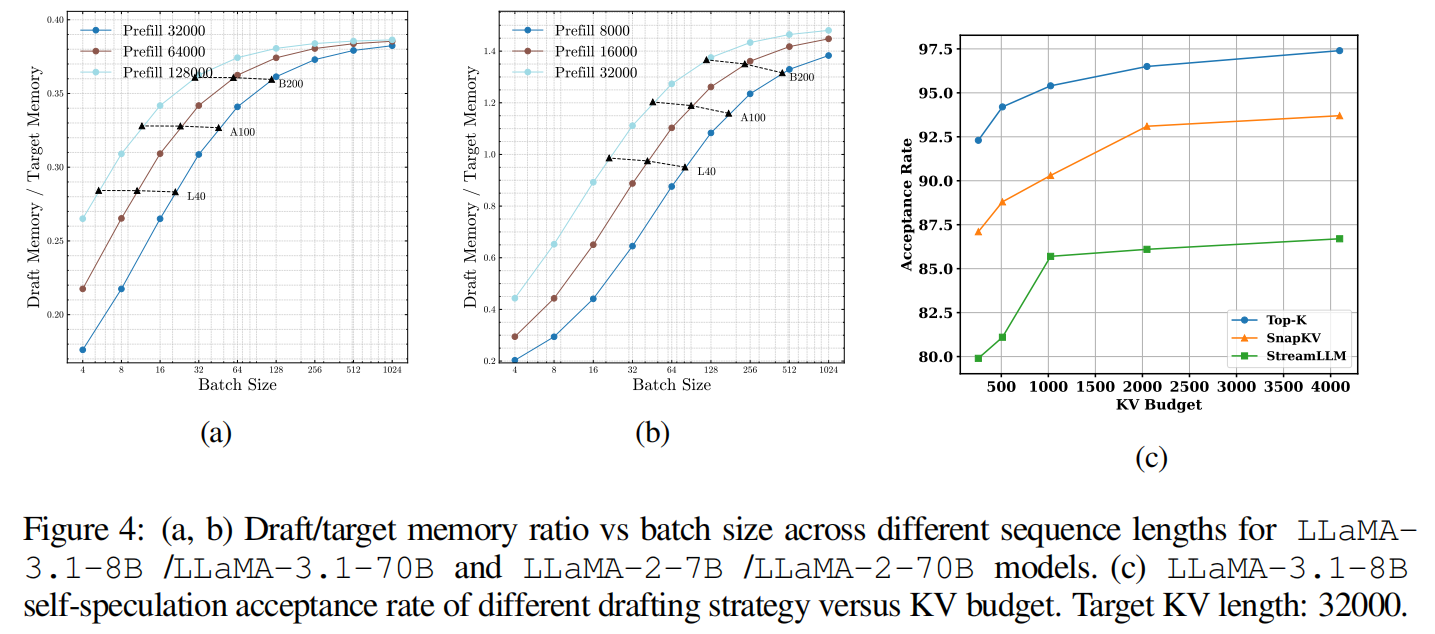 0.40
0.35
0.30
0.25
0.20
Draft Memory / Target Memory
Prefill 32000
Prefill 64000
Prefill 128000
B200
A100
L40
4 8 16 32 64 128 256 512 1024
Batch Size
(a)
1.4
1.2
1.0
0.8
0.6
0.4
0.2
Draft Memory / Target Memory
Prefill 8000
Prefill 16000
Prefill 32000
B200
A100
L40
4 8 16 32 64 128 256 512 1024
Batch Size
(b)
97.5
95.0
92.5
90.0
87.5
85.0
82.5
80.0
Acceptance Rate
Top-K
SnapKV
StreamLLM
500 1000 1500 2000 2500 3000 3500 4000
KV Budget
(c)
Figure 4: (a, b) Draft/target memory ratio vs batch size across different sequence lengths for LLaMA-
3.1-8B /LLaMA-3.1-70B and LLaMA-2-7B /LLaMA-2-70B models. (c) LLaMA-3.1-8B
self-speculation acceptance rate of different drafting strategy versus KV budget. Target KV length: 32000.